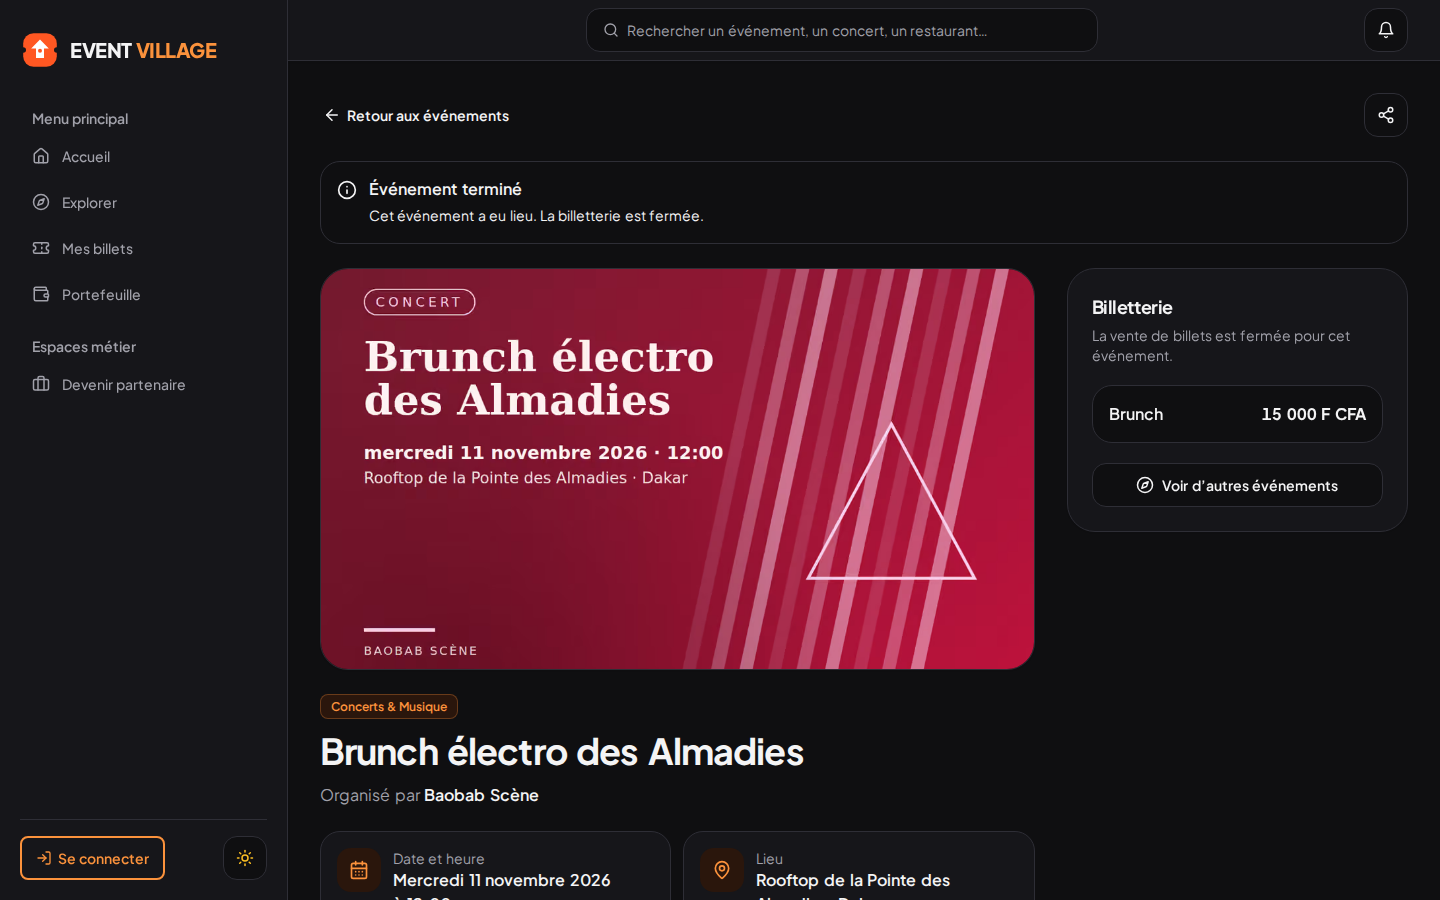 EVENT VILLAGE
Rechercher un événement, un concert, un restaurant...
Menu principal
Accueil
Explorer
Mes billets
Portefeuille
Espaces métier
Devenir partenaire
Se connecter
Retour aux événements
Événement terminé
Cet événement a eu lieu. La billetterie est fermée.
CONCERT
Brunch électro
des Almadies
mercredi 11 novembre 2026 · 12:00
Rooftop de la Pointe des Almadies · Dakar
BAOBAB SCÈNE
Concerts & Musique
Brunch électro des Almadies
Organisé par Baobab Scène
Date et heure
Mercredi 11 novembre 2026
Lieu
Rooftop de la Pointe des
Billetterie
La vente de billets est fermée pour cet
événement.
Brunch 15 000 F CFA
Voir d’autres événements